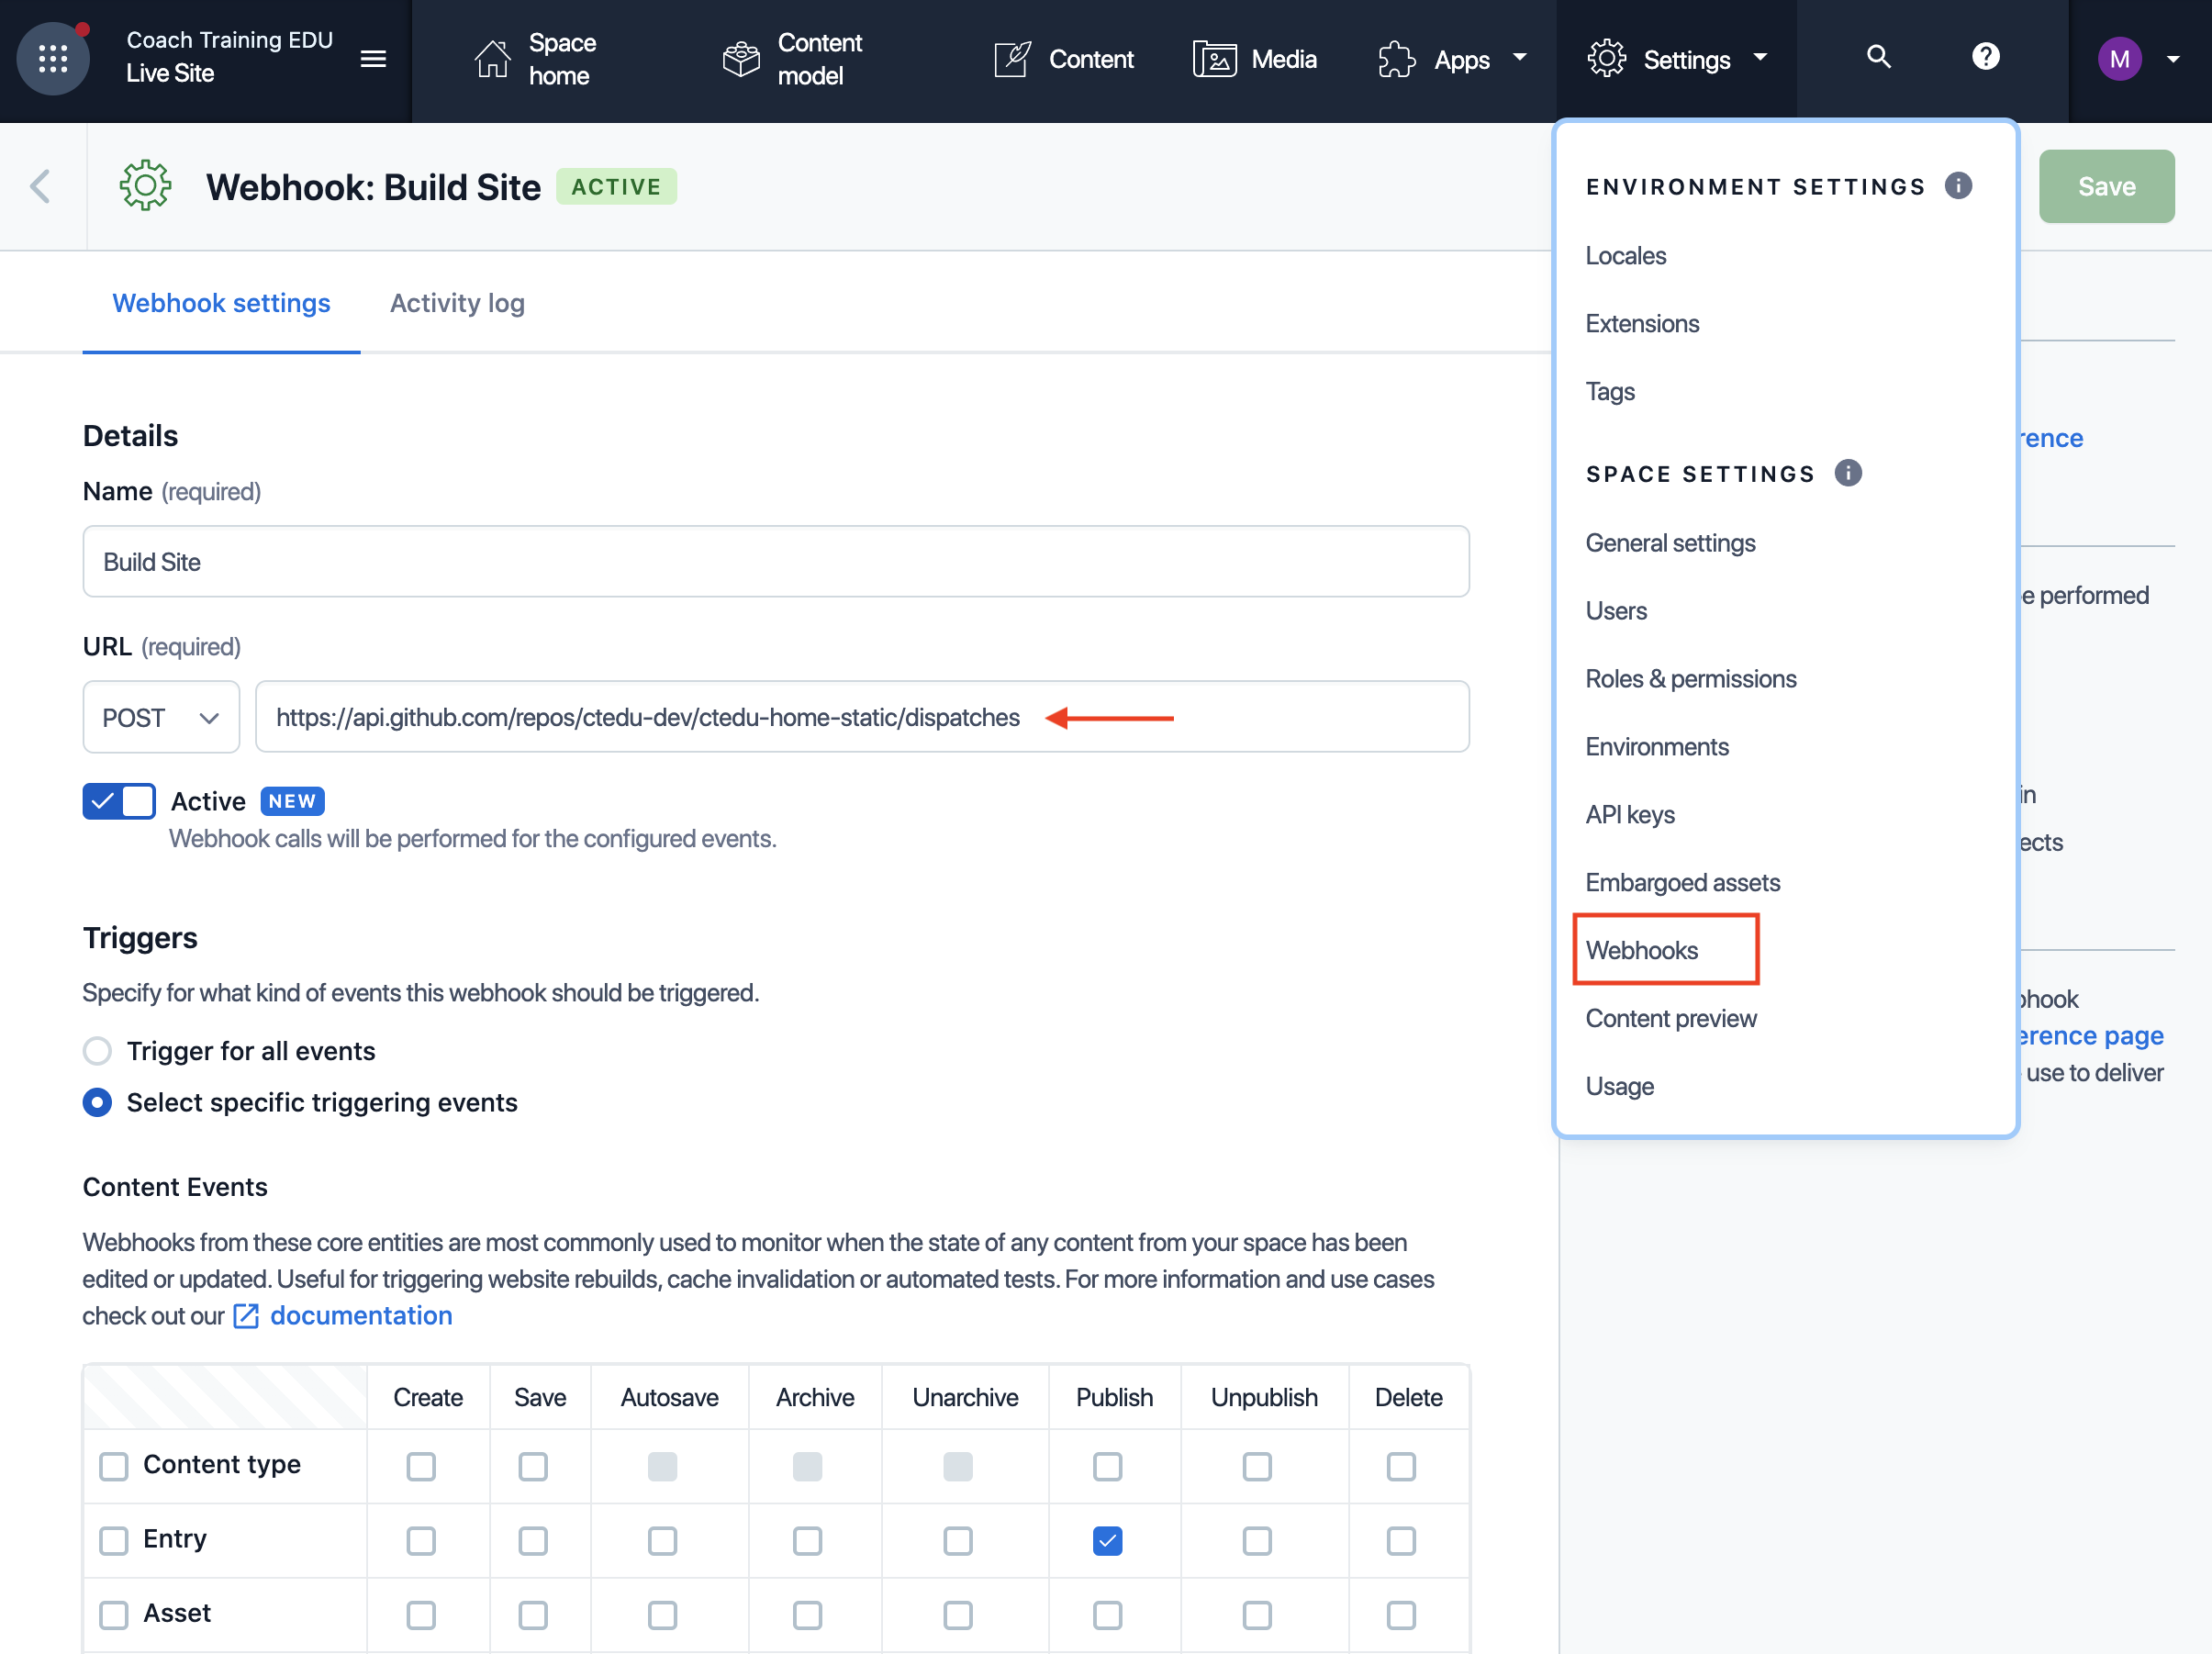 Coach Training EDU
Live Site
Space
home
Content
model
Content
Media
Apps
Settings
?
M
Webhook: Build Site
ACTIVE
Save
Webhook settings
Activity log
Details
Name (required)
Build Site
URL (required)
POST
https://api.github.com/repos/ctedu-dev/ctedu-home-static/dispatches
Active NEW
Webhook calls will be performed for the configured events.
Triggers
Specify for what kind of events this webhook should be triggered.
Trigger for all events
Select specific triggering events
Content Events
Webhooks from these core entities are most commonly used to monitor when the state of any content from your space has been
edited or updated. Useful for triggering website rebuilds, cache invalidation or automated tests. For more information and use cases
check out our documentation
Create Save Autosave Archive Unarchive Publish Unpublish Delete
Content type
Entry
Asset
ENVIRONMENT SETTINGS i
Locales
Extensions
Tags
SPACE SETTINGS i
General settings
Users
Roles & permissions
Environments
API keys
Embargoed assets
Webhooks
Content preview
Usage
rence
e performed
in
ects
hook
erence page
use to deliver